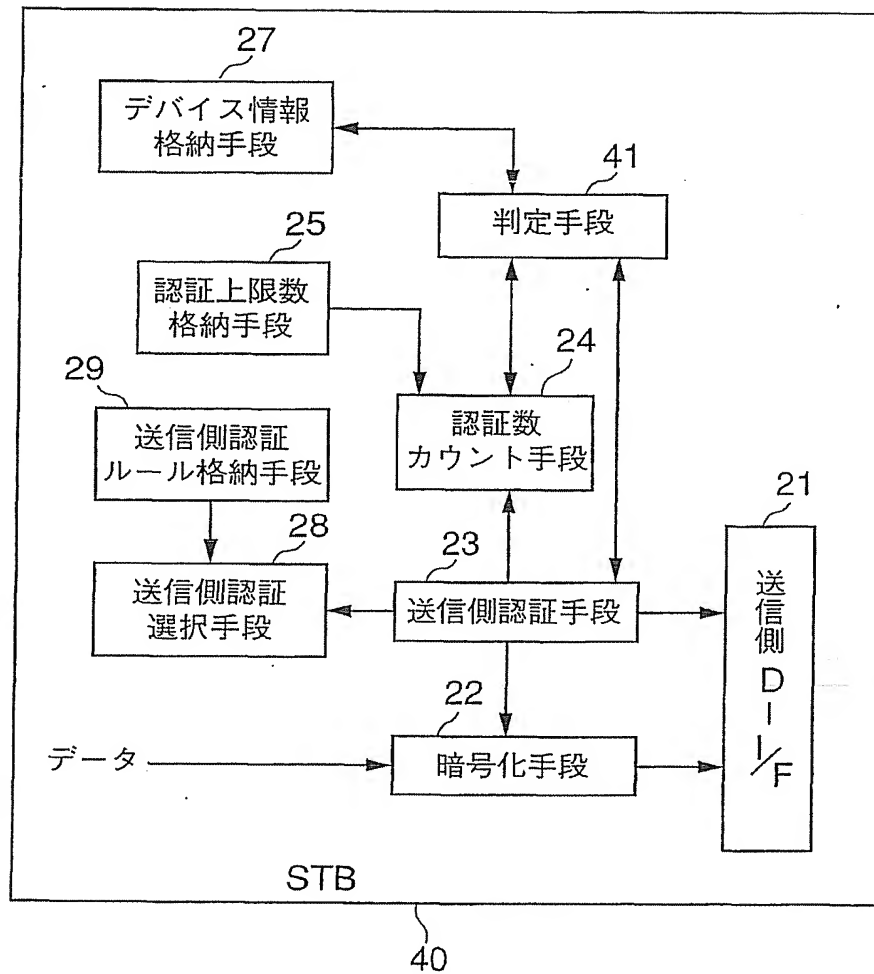 27
デバイス情報
格納手段
41
判定手段
25
認証上限数
格納手段
24
認証数
カウント手段
29
送信側認証
ルール格納手段
28
送信側認証
選択手段
23
送信側認証手段
21
送信側D-I/F
22
暗号化手段
データ
STB
40